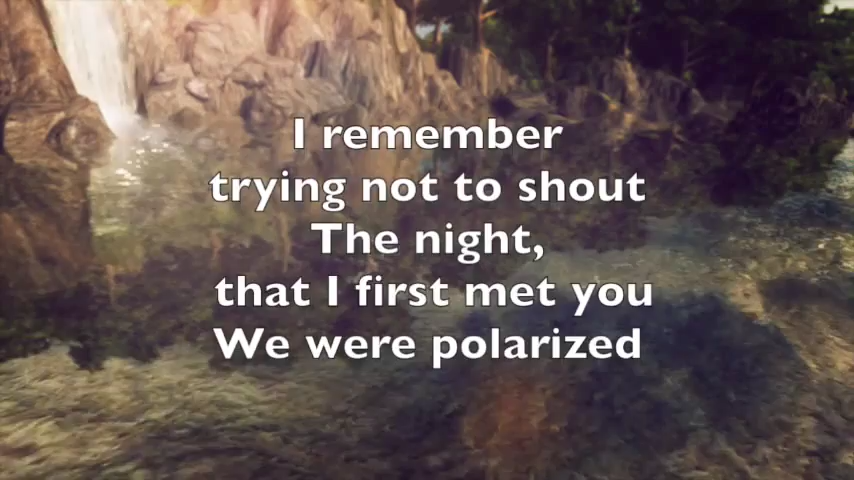 I remember
trying not to shout
The night,
that I first met you
We were polarized